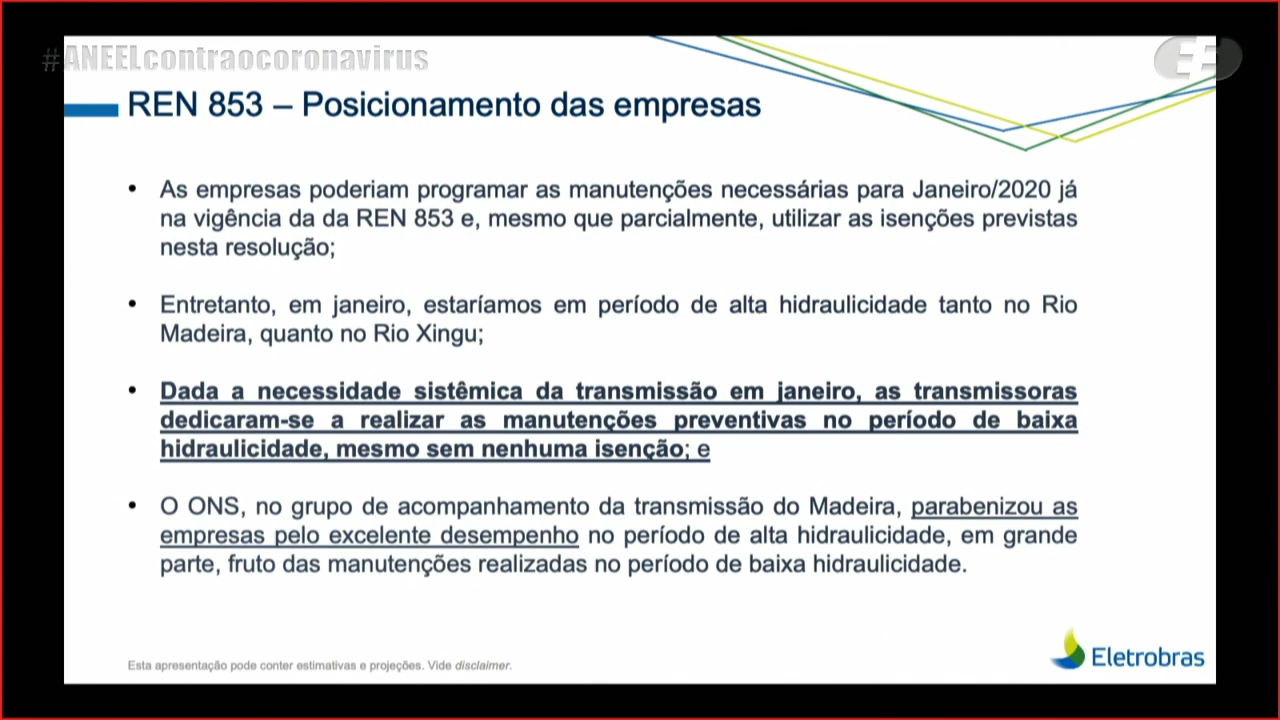 #ANEELcontraocoronavirus
REN 853 – Posicionamento das empresas
• As empresas poderiam programar as manutenções necessárias para Janeiro/2020 já
na vigência da da REN 853 e, mesmo que parcialmente, utilizar as isenções previstas
nesta resolução;
• Entretanto, em janeiro, estaríamos em período de alta hidraulicidade tanto no Rio
Madeira, quanto no Rio Xingu;
• Dada a necessidade sistêmica da transmissão em janeiro, as transmissoras
dedicaram-se a realizar as manutenções preventivas no período de baixa
hidraulicidade, mesmo sem nenhuma isenção; e
• O ONS, no grupo de acompanhamento da transmissão do Madeira, parabenizou as
empresas pelo excelente desempenho no período de alta hidraulicidade, em grande
parte, fruto das manutenções realizadas no período de baixa hidraulicidade.
Esta apresentação pode conter estimativas e projeções. Vide disclaimer.
Eletrobras